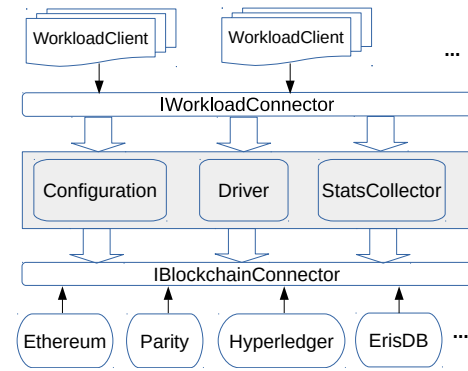 WorkloadClient
WorkloadClient
...
IWorkloadConnector
Configuration
Driver
StatsCollector
IBlockchainConnector
Ethereum
Parity
Hyperledger
ErisDB
...